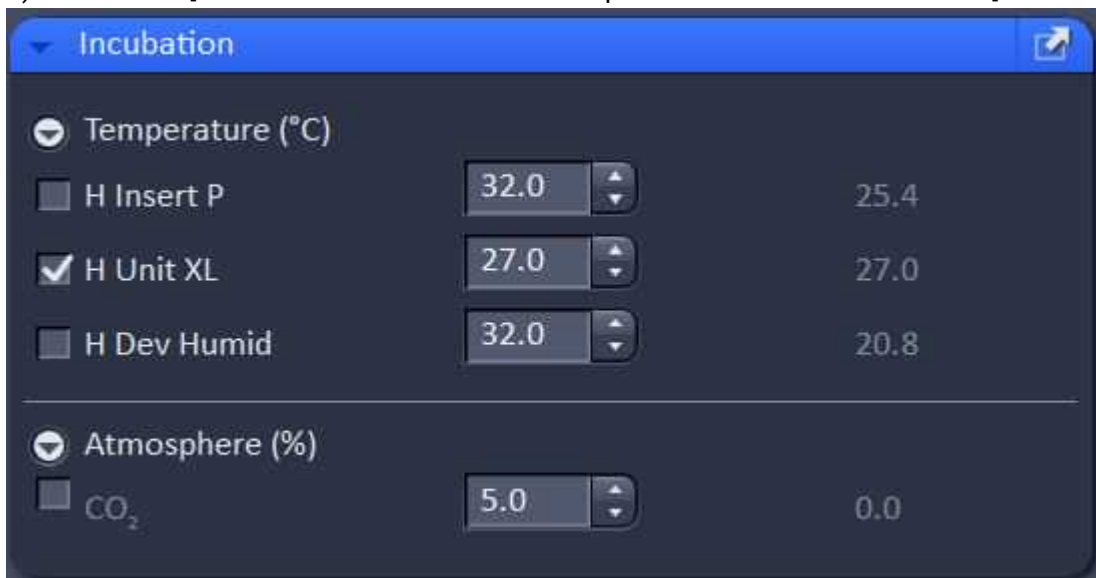 Incubation
Temperature (°C)
H Insert P 32.0 25.4
H Unit XL 27.0 27.0
H Dev Humid 32.0 20.8
Atmosphere (%)
CO₂ 5.0 0.0